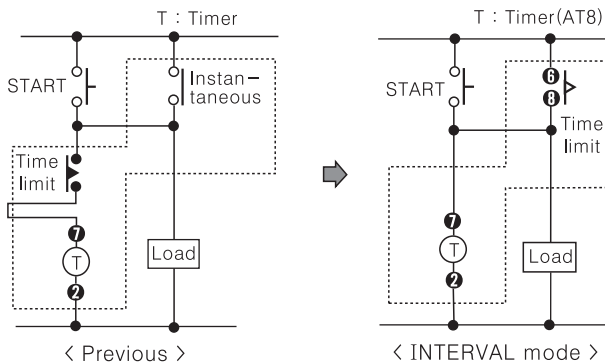 T : Timer
START
Instan-
taneous
Time
limit
7
T
2
Load
< Previous >
T : Timer(AT8)
START
6
8
Time
limit
7
T
2
Load
< INTERVAL mode >